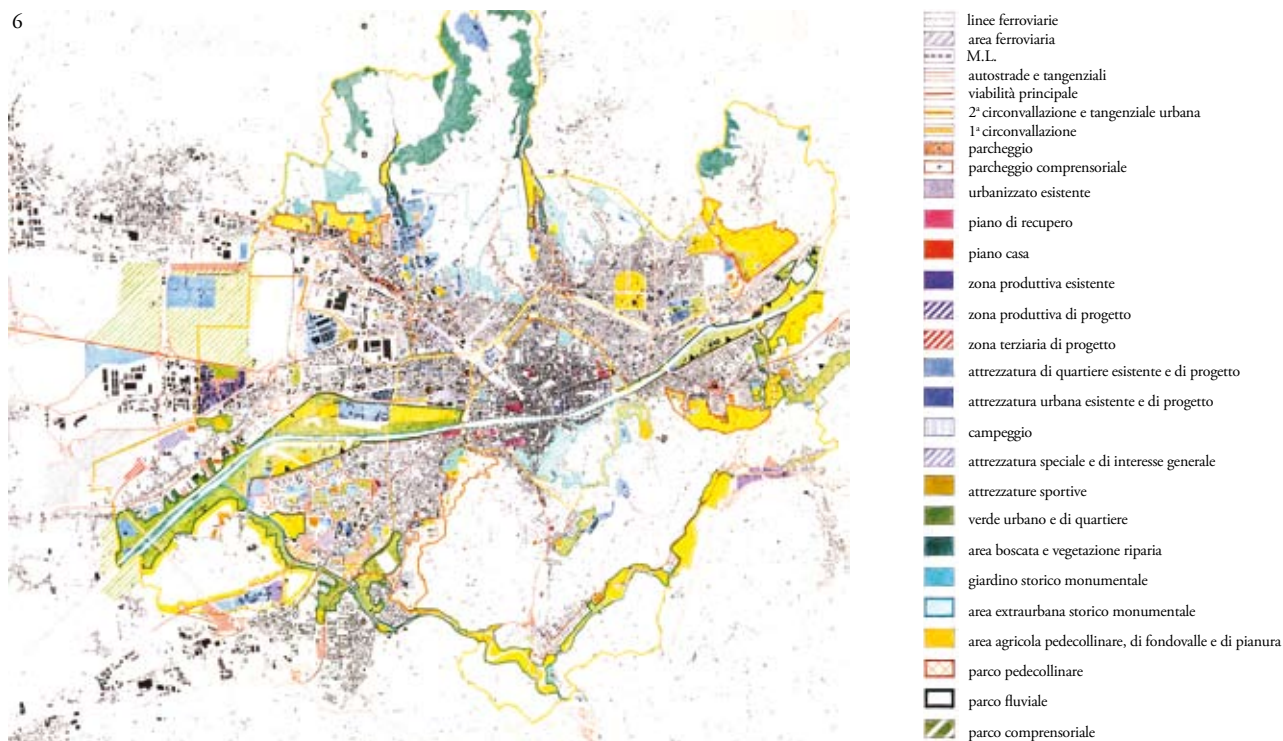 6
linee ferroviarie
area ferroviaria
M.L.
autostrade e tangenziali
viabilità principale
2ª circonvallazione e tangenziale urbana
1ª circonvallazione
parcheggio
parcheggio comprensoriale
urbanizzato esistente
piano di recupero
piano casa
zona produttiva esistente
zona produttiva di progetto
zona terziaria di progetto
attrezzatura di quartiere esistente e di progetto
attrezzatura urbana esistente e di progetto
campeggio
attrezzatura speciale e di interesse generale
attrezzature sportive
verde urbano e di quartiere
area boscata e vegetazione riparia
giardino storico monumentale
area extraurbana storico monumentale
area agricola pedecollinare, di fondovalle e di pianura
parco pedecollinare
parco fluviale
parco comprensoriale